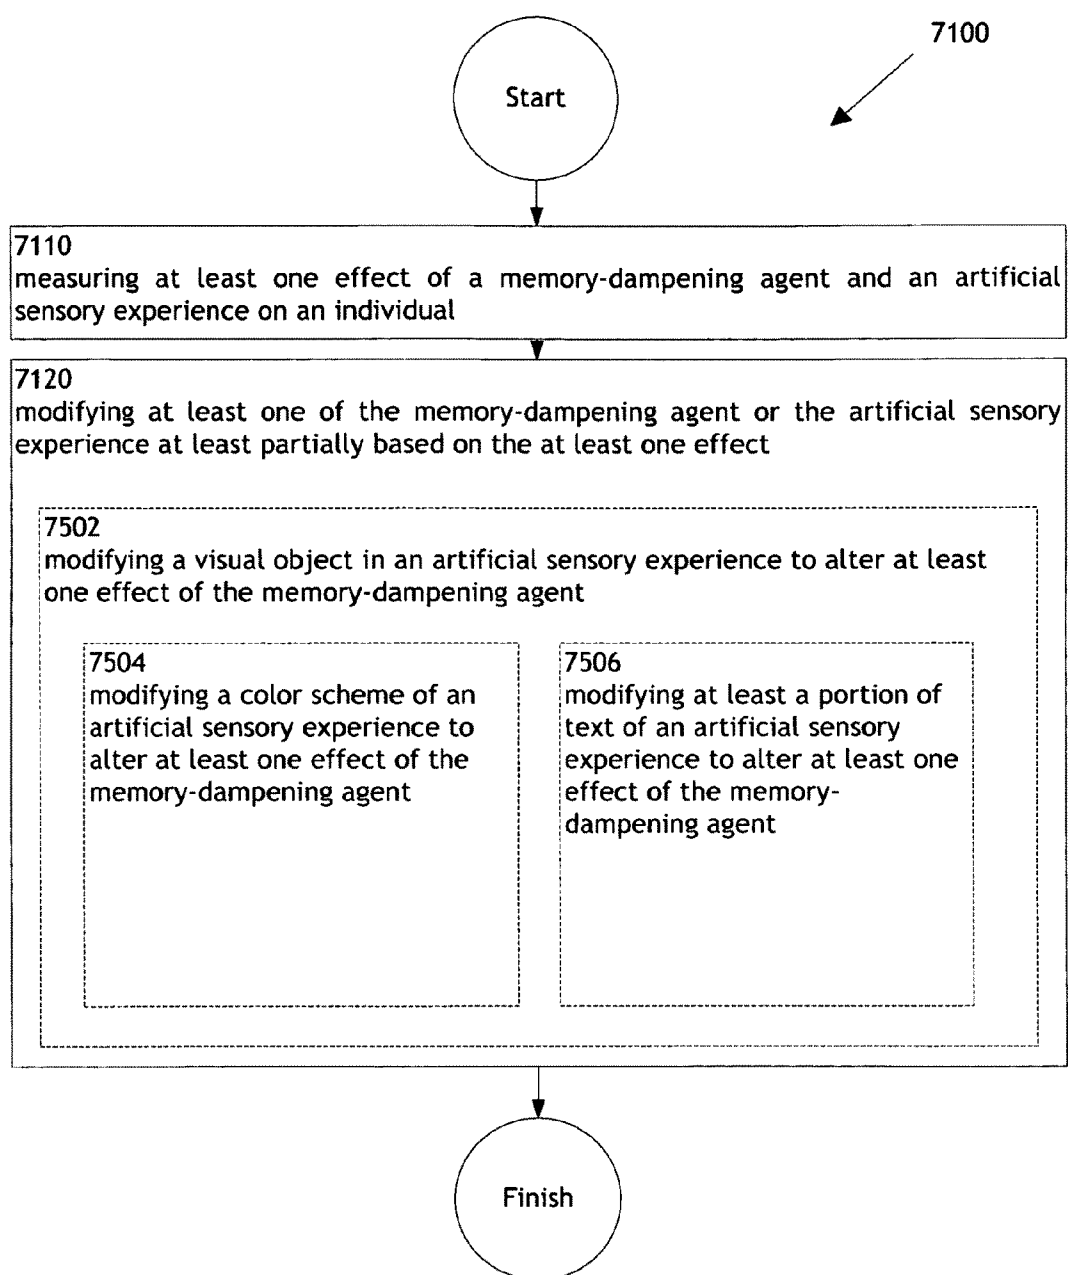 7100
Start
7110
measuring at least one effect of a memory-dampening agent and an artificial
sensory experience on an individual
7120
modifying at least one of the memory-dampening agent or the artificial sensory
experience at least partially based on the at least one effect
7502
modifying a visual object in an artificial sensory experience to alter at least
one effect of the memory-dampening agent
7504
modifying a color scheme of an
artificial sensory experience to
alter at least one effect of the
memory-dampening agent
7506
modifying at least a portion of
text of an artificial sensory
experience to alter at least one
effect of the memory-
dampening agent
Finish